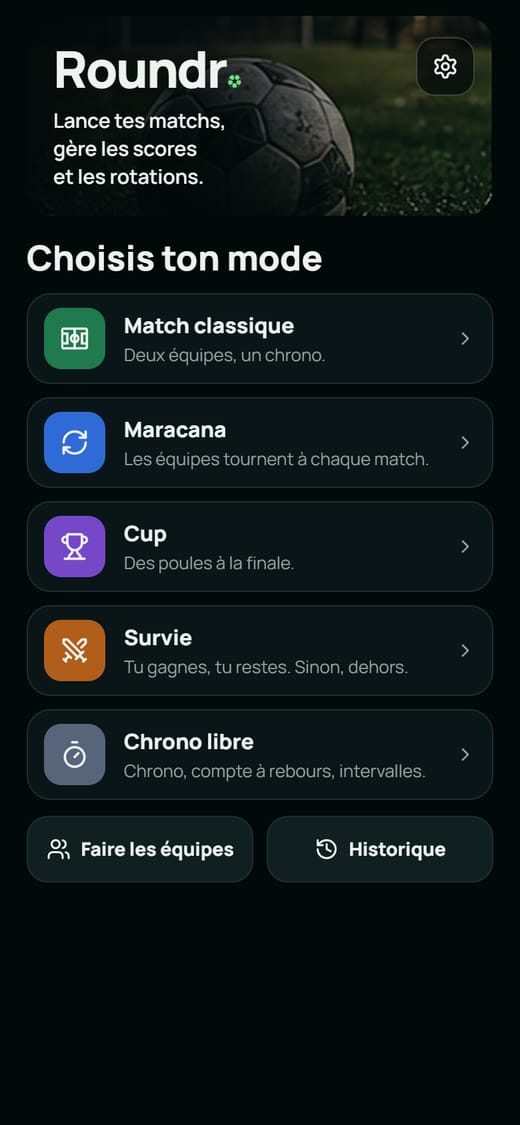 Roundr
Lance tes matchs,
gère les scores
et les rotations.
Choisis ton mode
Match classique
Deux équipes, un chrono.
Maracana
Les équipes tournent à chaque match.
Cup
Des poules à la finale.
Survie
Tu gagnes, tu restes. Sinon, dehors.
Chrono libre
Chrono, compte à rebours, intervalles.
Faire les équipes
Historique